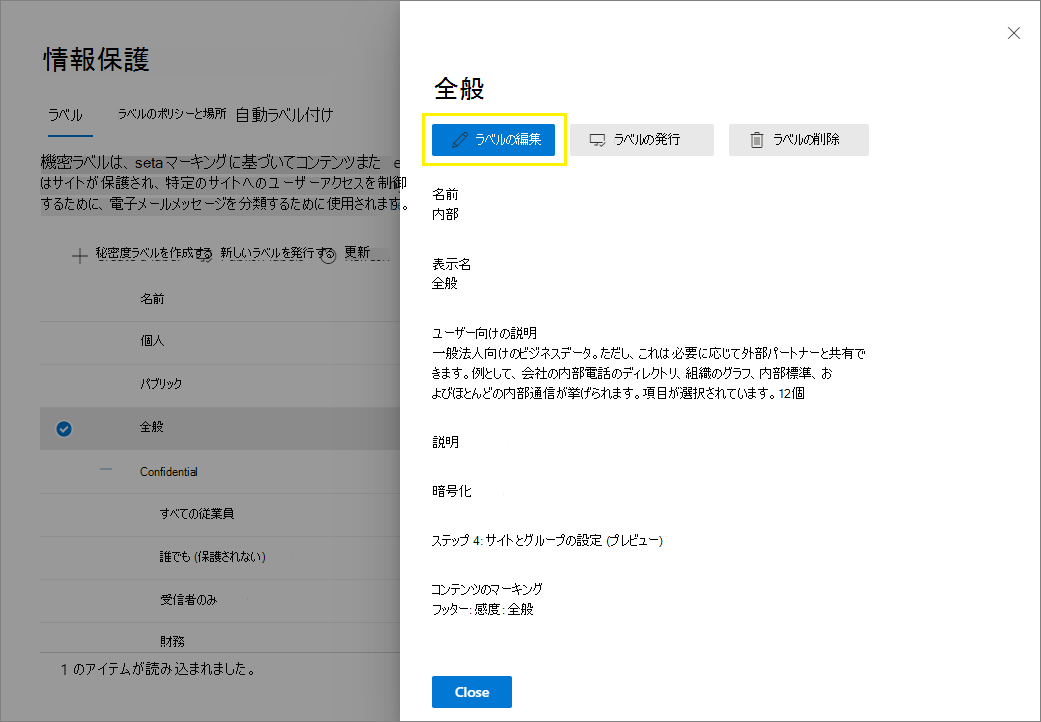 情報保護
ラベル
ラベルのポリシーと場所
自動ラベル付け
機密ラベルは、setaマーキングに基づいてコンテンツまた e
はサイトが保護され、特定のサイトへのユーザーアクセスを制御
するために、電子メールメッセージを分類するために使用されます。
秘密度ラベルを作成する
新しいラベルを発行する
更新
名前
個人
パブリック
全般
Confidential
すべての従業員
誰でも (保護されない)
受信者のみ
財務
1 のアイテムが読み込まれました。
全般
ラベルの編集
ラベルの発行
ラベルの削除
名前
内部
表示名
全般
ユーザー向けの説明
一般法人向けのビジネスデータ。ただし、これは必要に応じて外部パートナーと共有で
きます。例として、会社の内部電話のディレクトリ、組織のグラフ、内部標準、お
よびほとんどの内部通信が挙げられます。項目が選択されています。12個
説明
暗号化
ステップ 4: サイトとグループの設定 (プレビュー)
コンテンツのマーキング
フッター: 感度: 全般
Close